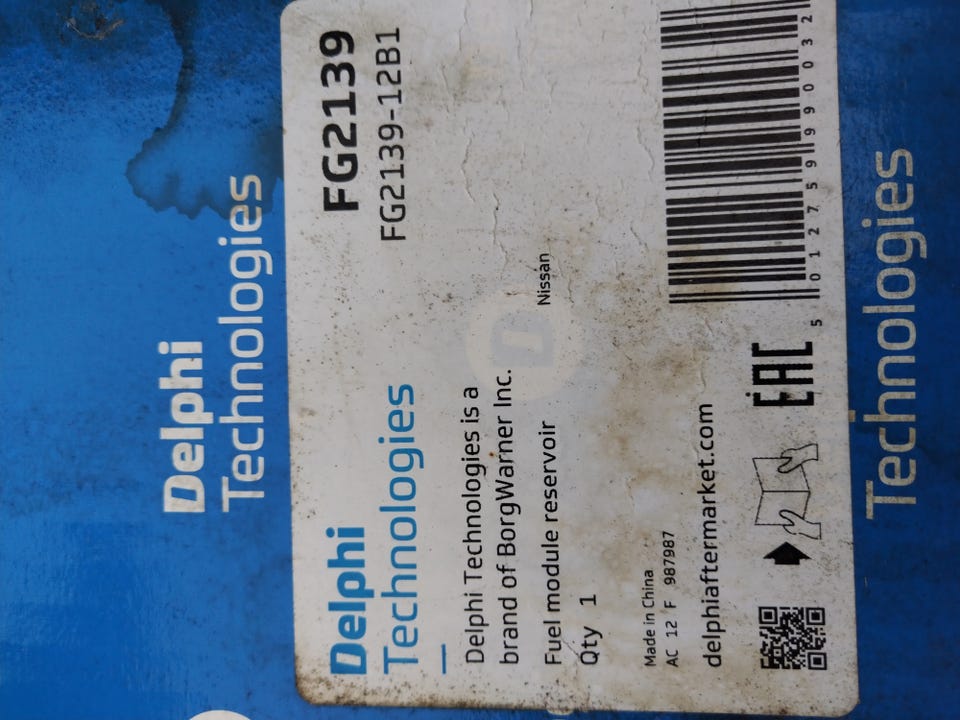 Delphi
Technologies
Delphi
Technologies
FG2139
FG2139-12B1
Delphi Technologies is a
brand of BorgWarner Inc.
Fuel module reservoir
Nissan
Qty 1
Made in China
AC 12 F 987987
delphiaftermarket.com
EAC
5 012759 990032
Technologies